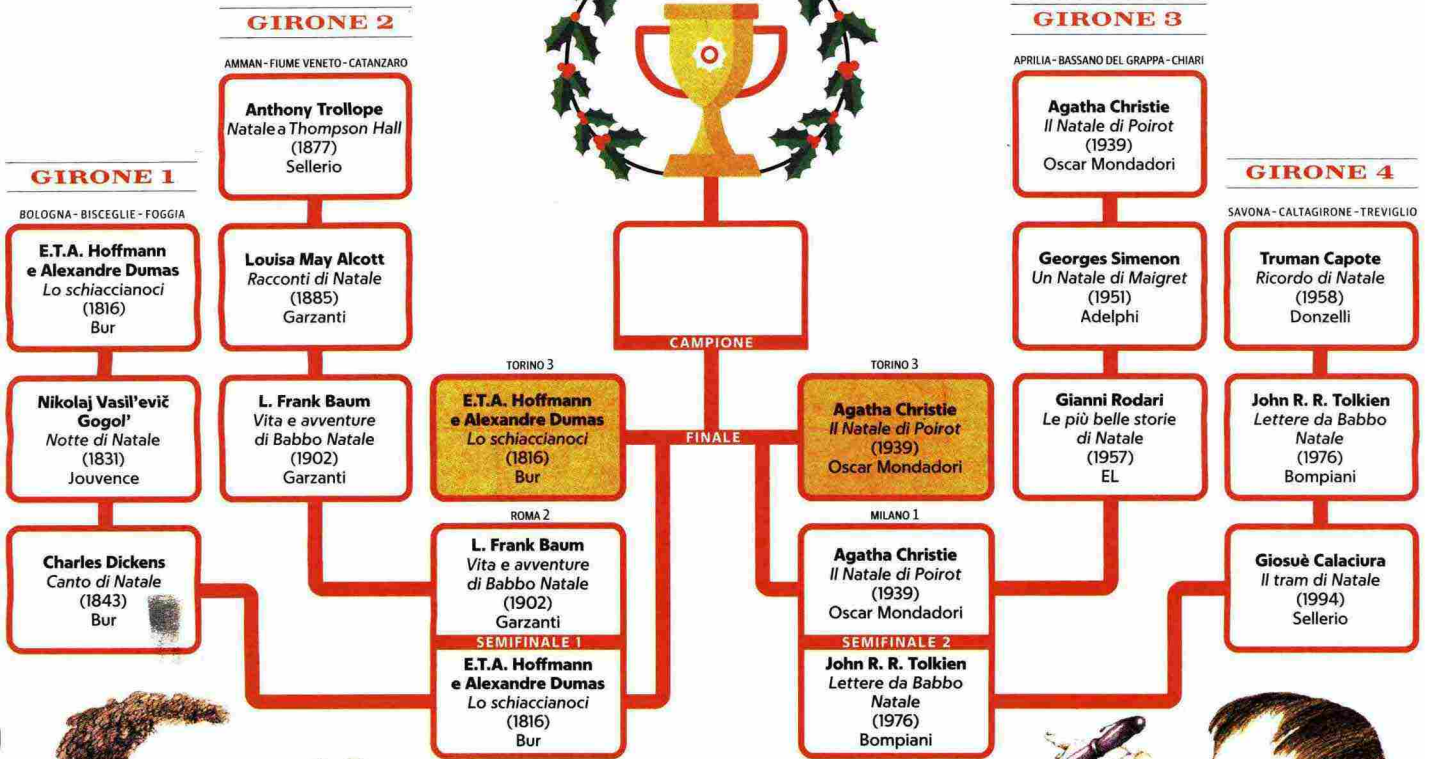 GIRONE 1
BOLOGNA - BISCEGLIE - FOGGIA
E.T.A. Hoffmann
e Alexandre Dumas
Lo schiaccianoci
(1816)
Bur
Nikolaj Vasil'evič
Gogol'
Notte di Natale
(1831)
Jouvence
Charles Dickens
Canto di Natale
(1843)
Bur
GIRONE 2
AMMAN - FIUME VENETO - CATANZARO
Anthony Trollope
Natale a Thompson Hall
(1877)
Sellerio
Louisa May Alcott
Racconti di Natale
(1885)
Garzanti
L. Frank Baum
Vita e avventure
di Babbo Natale
(1902)
Garzanti
CAMPIONE
TORINO 3
E.T.A. Hoffmann
e Alexandre Dumas
Lo schiaccianoci
(1816)
Bur
FINALE
TORINO 3
Agatha Christie
Il Natale di Poirot
(1939)
Oscar Mondadori
ROMA 2
L. Frank Baum
Vita e avventure
di Babbo Natale
(1902)
Garzanti
SEMIFINALE 1
E.T.A. Hoffmann
e Alexandre Dumas
Lo schiaccianoci
(1816)
Bur
MILANO 1
Agatha Christie
Il Natale di Poirot
(1939)
Oscar Mondadori
SEMIFINALE 2
John R. R. Tolkien
Lettere da Babbo
Natale
(1976)
Bompiani
GIRONE 3
APRILIA - BASSANO DEL GRAPPA - CHIARI
Agatha Christie
Il Natale di Poirot
(1939)
Oscar Mondadori
Georges Simenon
Un Natale di Maigret
(1951)
Adelphi
Gianni Rodari
Le più belle storie
di Natale
(1957)
EL
GIRONE 4
SAVONA - CALTAGIRONE - TREVIGLIO
Truman Capote
Ricordo di Natale
(1958)
Donzelli
John R. R. Tolkien
Lettere da Babbo
Natale
(1976)
Bompiani
Giosuè Calaciura
Il tram di Natale
(1994)
Sellerio